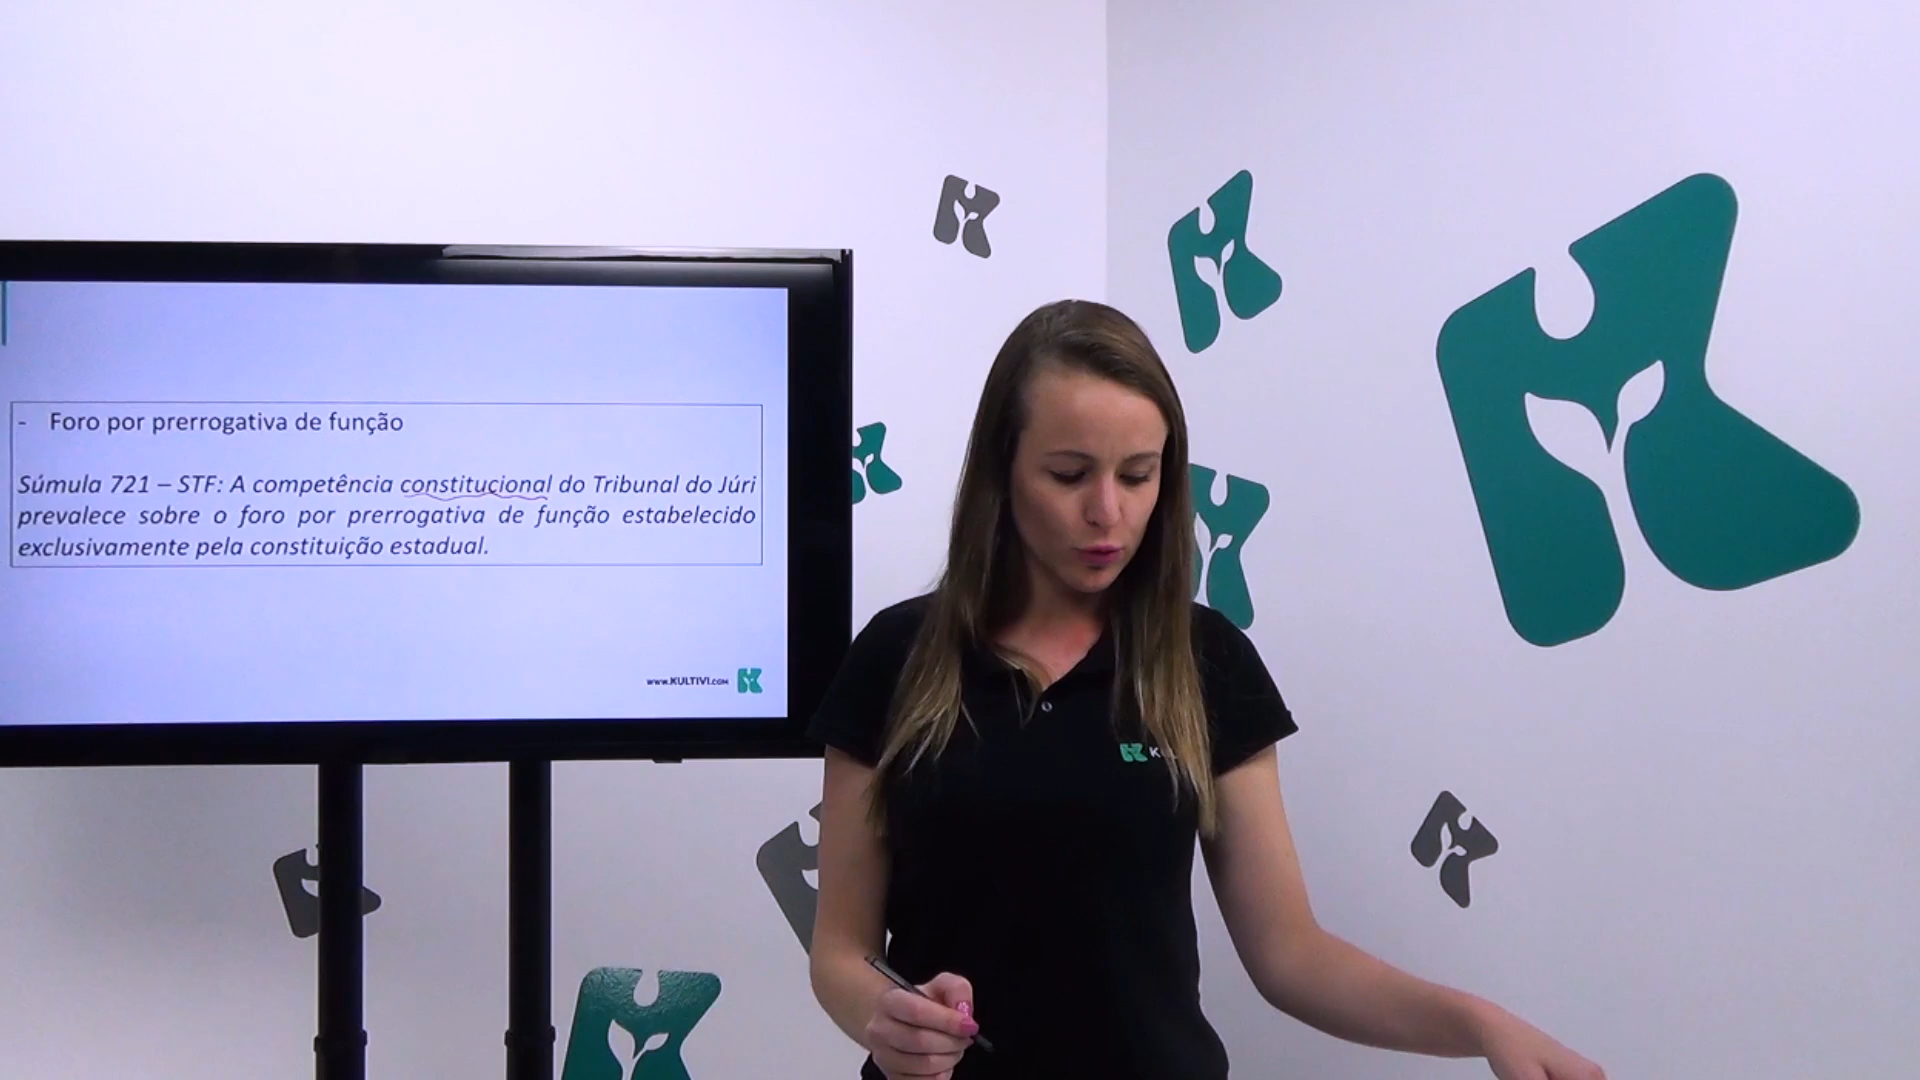 - Foro por prerrogativa de função
Súmula 721 – STF: A competência constitucional do Tribunal do Júri
prevalece sobre o foro por prerrogativa de função estabelecido
exclusivamente pela constituição estadual.
www.KULTIVI.COM